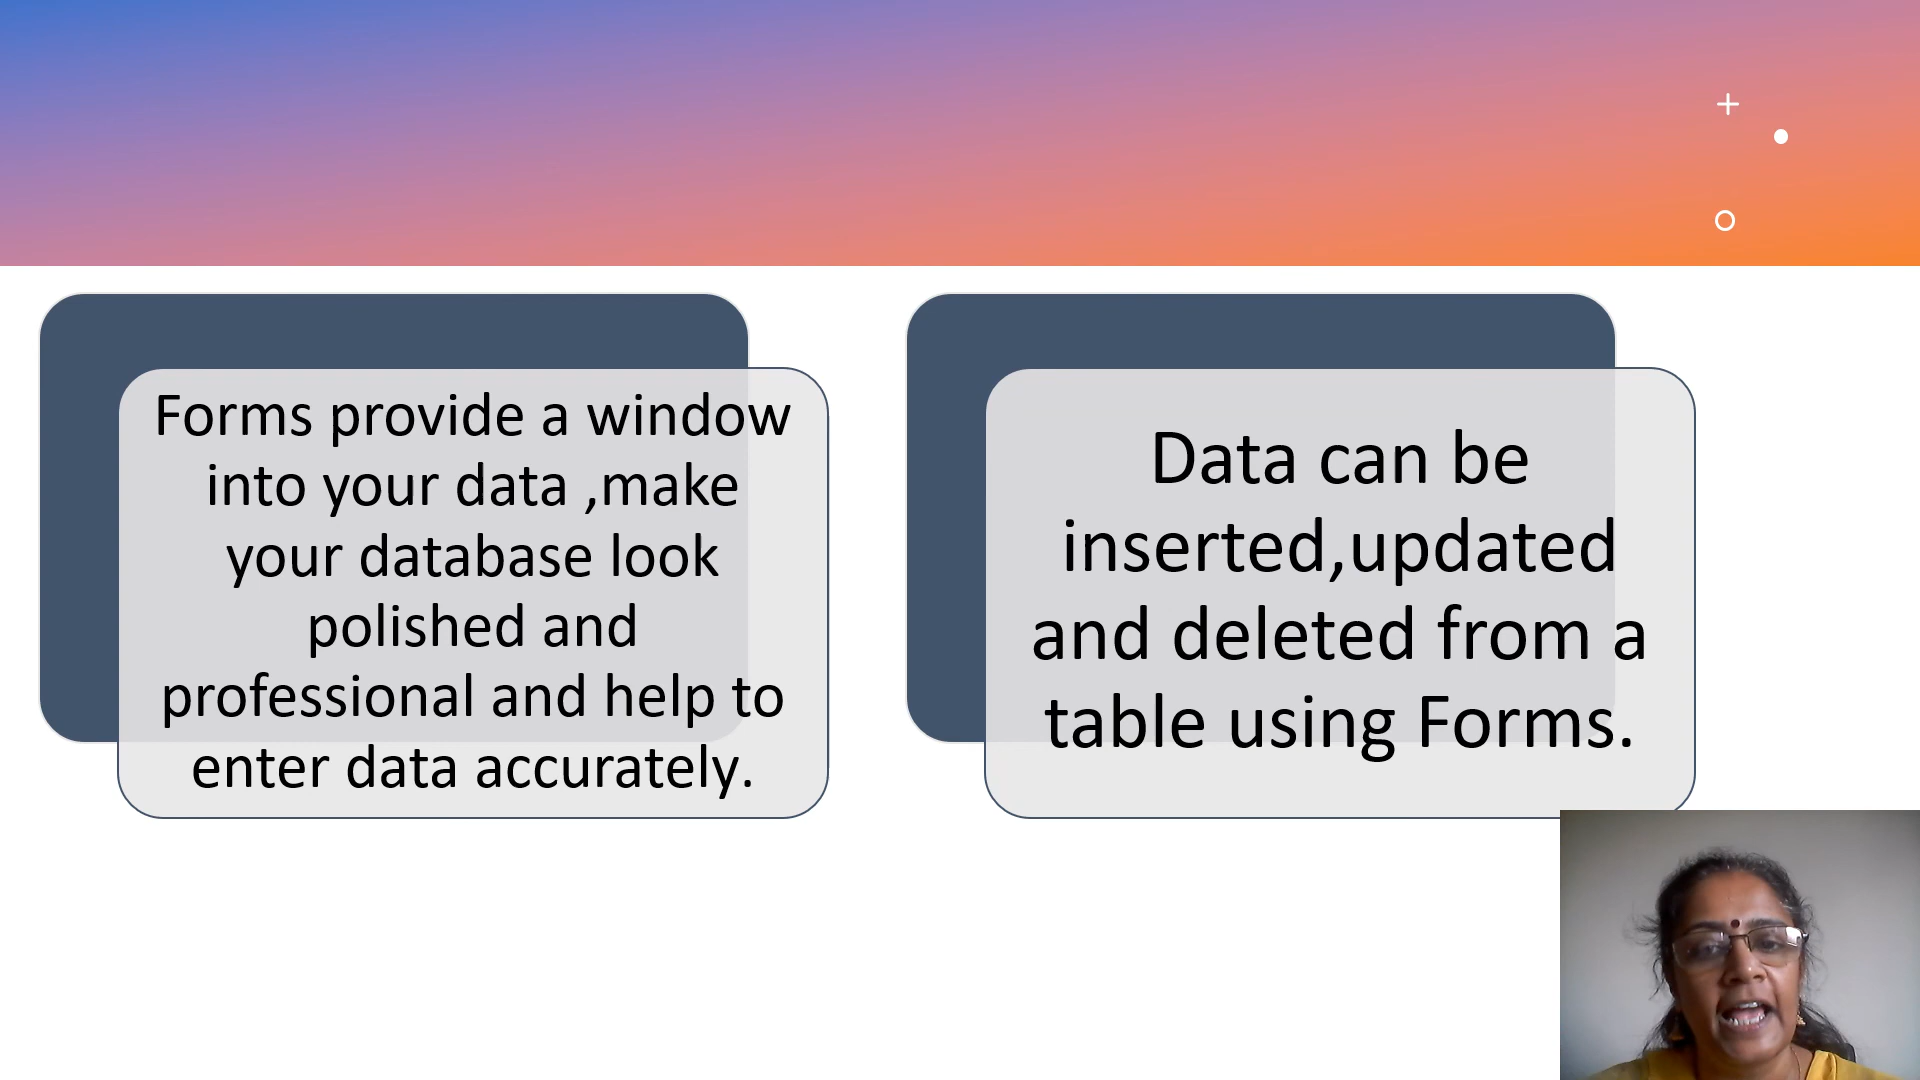 Forms provide a window
into your data ,make
your database look
polished and
professional and help to
enter data accurately.
Data can be
inserted,updated
and deleted from a
table using Forms.